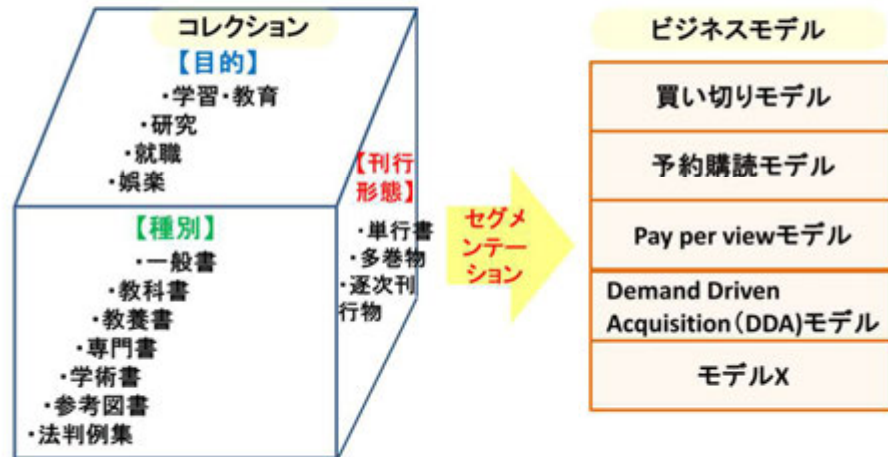 コレクション
【目的】
・学習・教育
・研究
・就職
・娯楽
【種別】
・一般書
・教科書
・教養書
・専門書
・学術書
・参考図書
・法判例集
【刊行
形態】
・単行書
・多巻物
・逐次刊
行物
セグメ
ンテー
ション
ビジネスモデル
買い切りモデル
予約購読モデル
Pay per viewモデル
Demand Driven
Acquisition(DDA)モデル
モデルX